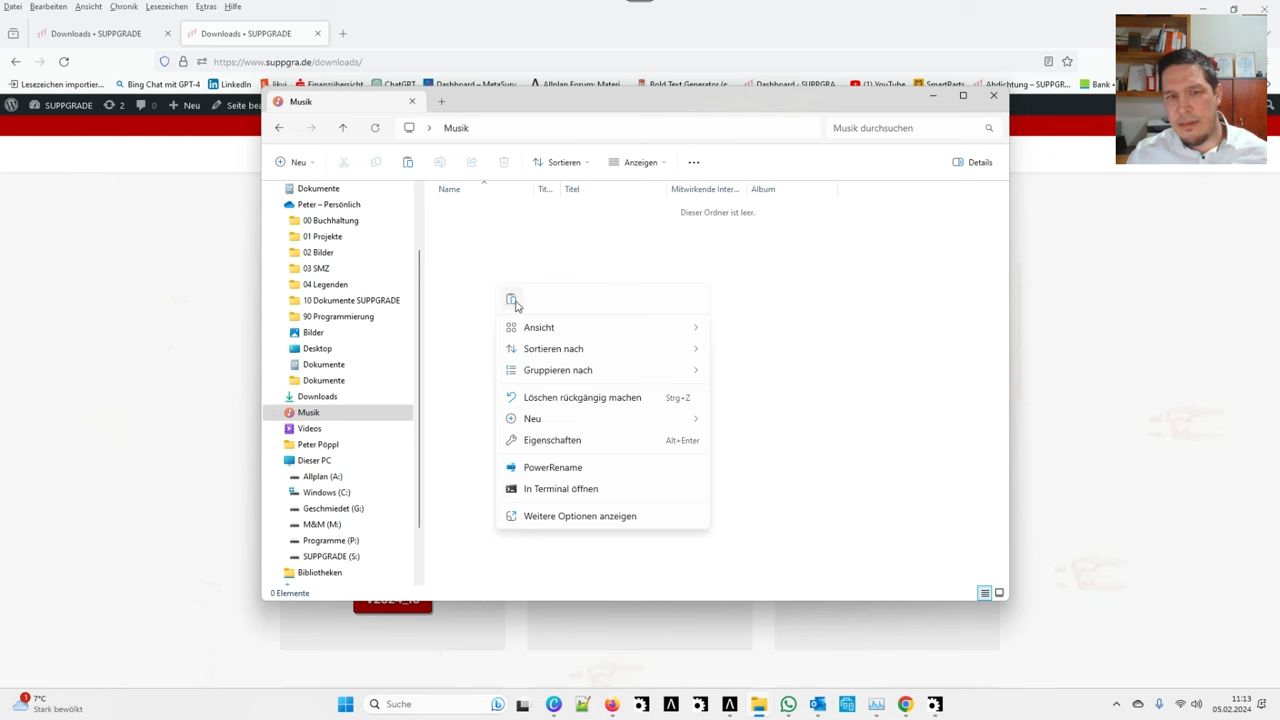 Datei Bearbeiten Ansicht Chronik Lesezeichen Extras Hilfe
Downloads • SUPPGRADE
Downloads • SUPPGRADE
https://www.suppgra.de/downloads/
Lesezeichen importier...
Bing Chat mit GPT-4
LinkedIn
Finanzübersicht
ChatGPT
Dashboard – MetaSurv...
Allplan Forum: Materi...
Bold Text Generator (...
Dashboard – SUPPGRA...
(1) YouTube
SmartParts
Abdichtung – SUPPGR...
Bank
SUPPGRADE
2
0
Neu
Seite bea
Musik
Musik
Musik durchsuchen
Neu
Sortieren
Anzeigen
Details
Name
Tit...
Titel
Mitwirkende Inter...
Album
Dieser Ordner ist leer.
Dokumente
Peter – Persönlich
00 Buchhaltung
01 Projekte
02 Bilder
03 SMZ
04 Legenden
10 Dokumente SUPPGRADE
90 Programmierung
Bilder
Desktop
Dokumente
Dokumente
Downloads
Musik
Videos
Peter Pöppl
Dieser PC
Allplan (A:)
Windows (C:)
Geschmiedet (G:)
M&M (M:)
Programme (P:)
SUPPGRADE (S:)
Bibliotheken
Ansicht
Sortieren nach
Gruppieren nach
Löschen rückgängig machen Strg+Z
Neu
Eigenschaften Alt+Enter
PowerRename
In Terminal öffnen
Weitere Optionen anzeigen
0 Elemente
1
7°C
Stark bewölkt
Suche
11:13
05.02.2024